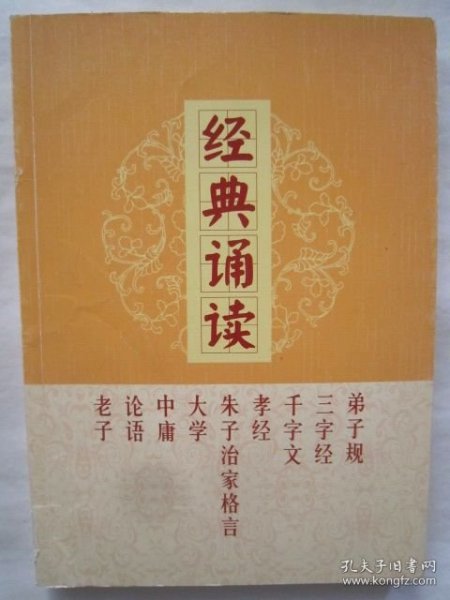 经典诵读
弟子规
三字经
千字文
孝经
朱子治家格言
大学
中庸
论语
老子
孔夫子旧书网
www.kongfz.com